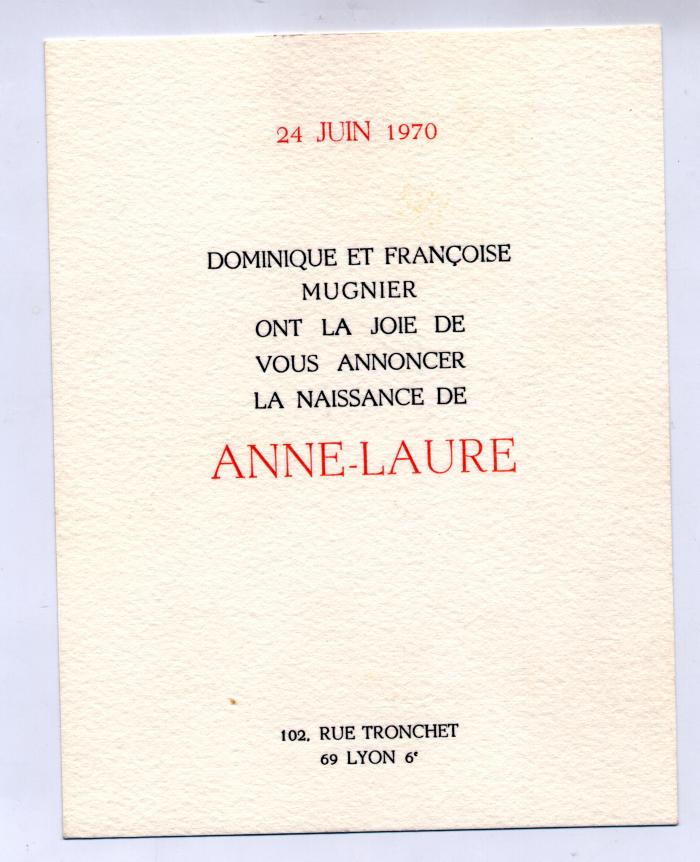 24 JUIN 1970
DOMINIQUE ET FRANÇOISE
MUGNIER
ONT LA JOIE DE
VOUS ANNONCER
LA NAISSANCE DE
ANNE-LAURE
102, RUE TRONCHET
69 LYON 6ᵉ